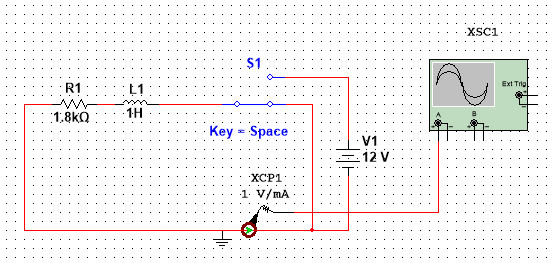 XSC1
S1
Ext Trig
+
-
R1
L1
A
B
+
-
+
-
1.8kΩ
1H
Key = Space
V1
12 V
XCP1
1 V/mA